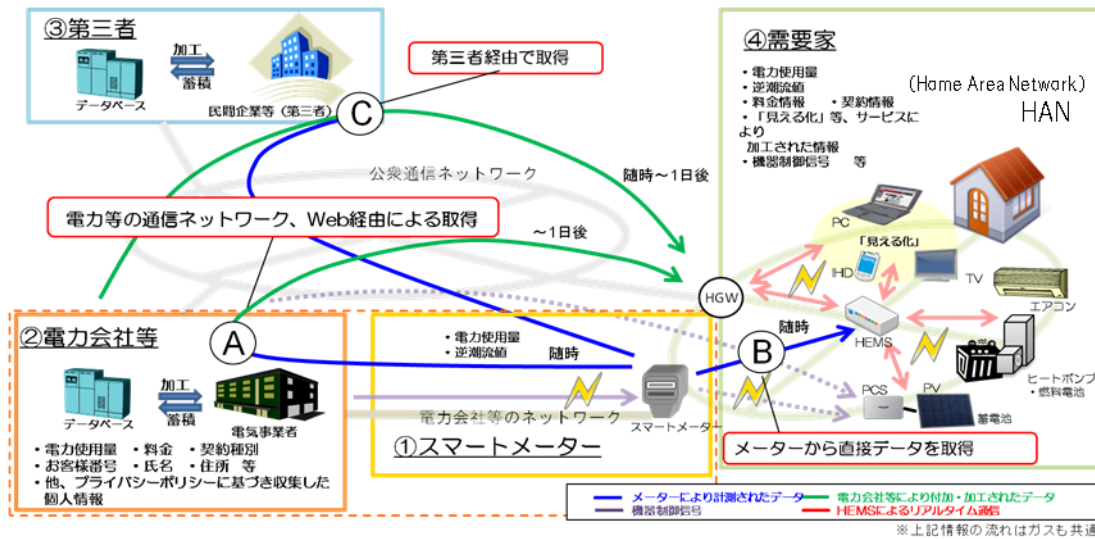 ③第三者
加工
蓄積
データベース
民間企業等（第三者）
第三者経由で取得
C
公衆通信ネットワーク
随時～1日後
電力等の通信ネットワーク、Web経由による取得
～1日後
④需要家
・電力使用量
・逆潮流値
・料金情報　・契約情報
・「見える化」等、サービスに
より
加工された情報
・機器制御信号　等
(Home Area Network)
HAN
PC
「見える化」
IHD
TV
エアコン
HGW
HEMS
ヒートポンプ
・燃料電池
PCS
PV
蓄電池
②電力会社等
A
加工
蓄積
データベース
電気事業者
・電力使用量　・料金　・契約種別
・お客様番号　・氏名　・住所　等
・他、プライバシーポリシーに基づき収集した
個人情報
・電力使用量
・逆潮流値
随時
電力会社等のネットワーク
スマートメーター
①スマートメーター
B
随時
メーターから直接データを取得
メーターにより計測されたデータ
電力会社等により付加・加工されたデータ
機器制御信号
HEMSによるリアルタイム通信
※上記情報の流れはガスも共通